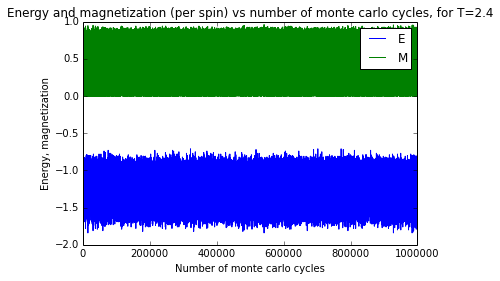 Energy and magnetization (per spin) vs number of monte carlo cycles, for T=2.4
1.0
E
M
0.5
0.0
−0.5
−1.0
−1.5
−2.0
Energy, magnetization
0 200000 400000 600000 800000 1000000
Number of monte carlo cycles